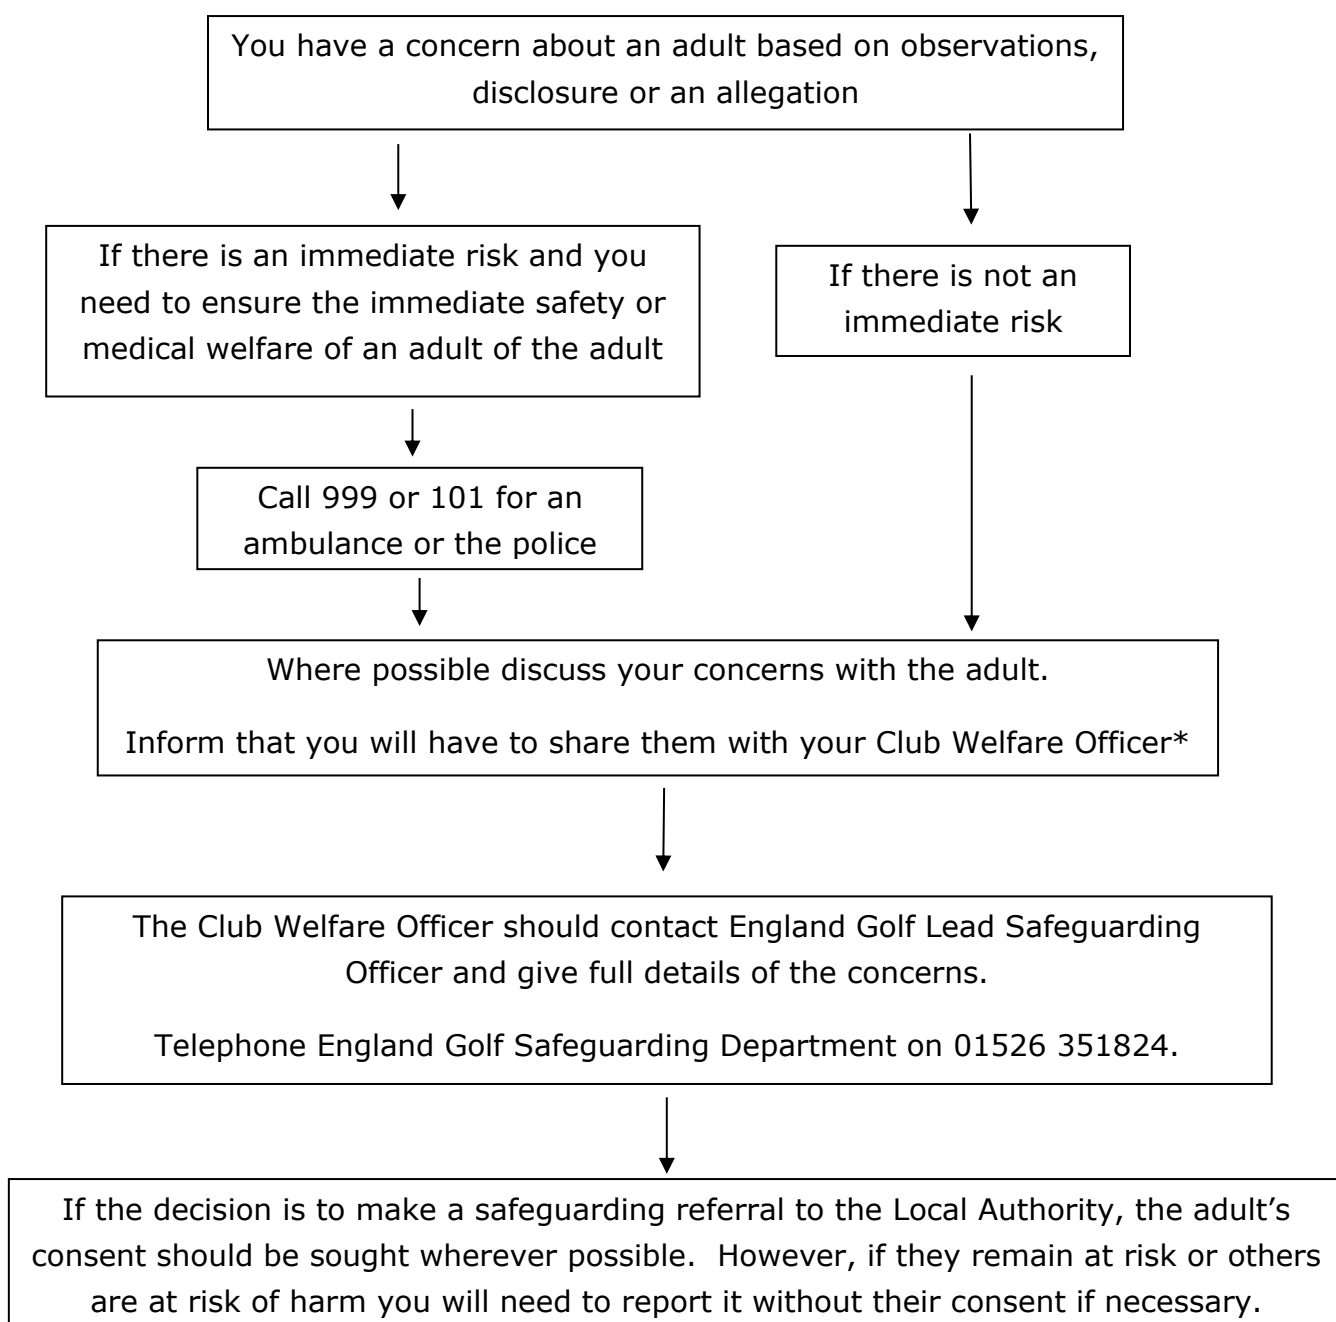 You have a concern about an adult based on observations,
disclosure or an allegation
If there is an immediate risk and you
need to ensure the immediate safety or
medical welfare of an adult of the adult
If there is not an
immediate risk
Call 999 or 101 for an
ambulance or the police
Where possible discuss your concerns with the adult.
Inform that you will have to share them with your Club Welfare Officer*
The Club Welfare Officer should contact England Golf Lead Safeguarding
Officer and give full details of the concerns.
Telephone England Golf Safeguarding Department on 01526 351824.
If the decision is to make a safeguarding referral to the Local Authority, the adult’s
consent should be sought wherever possible.  However, if they remain at risk or others
are at risk of harm you will need to report it without their consent if necessary.